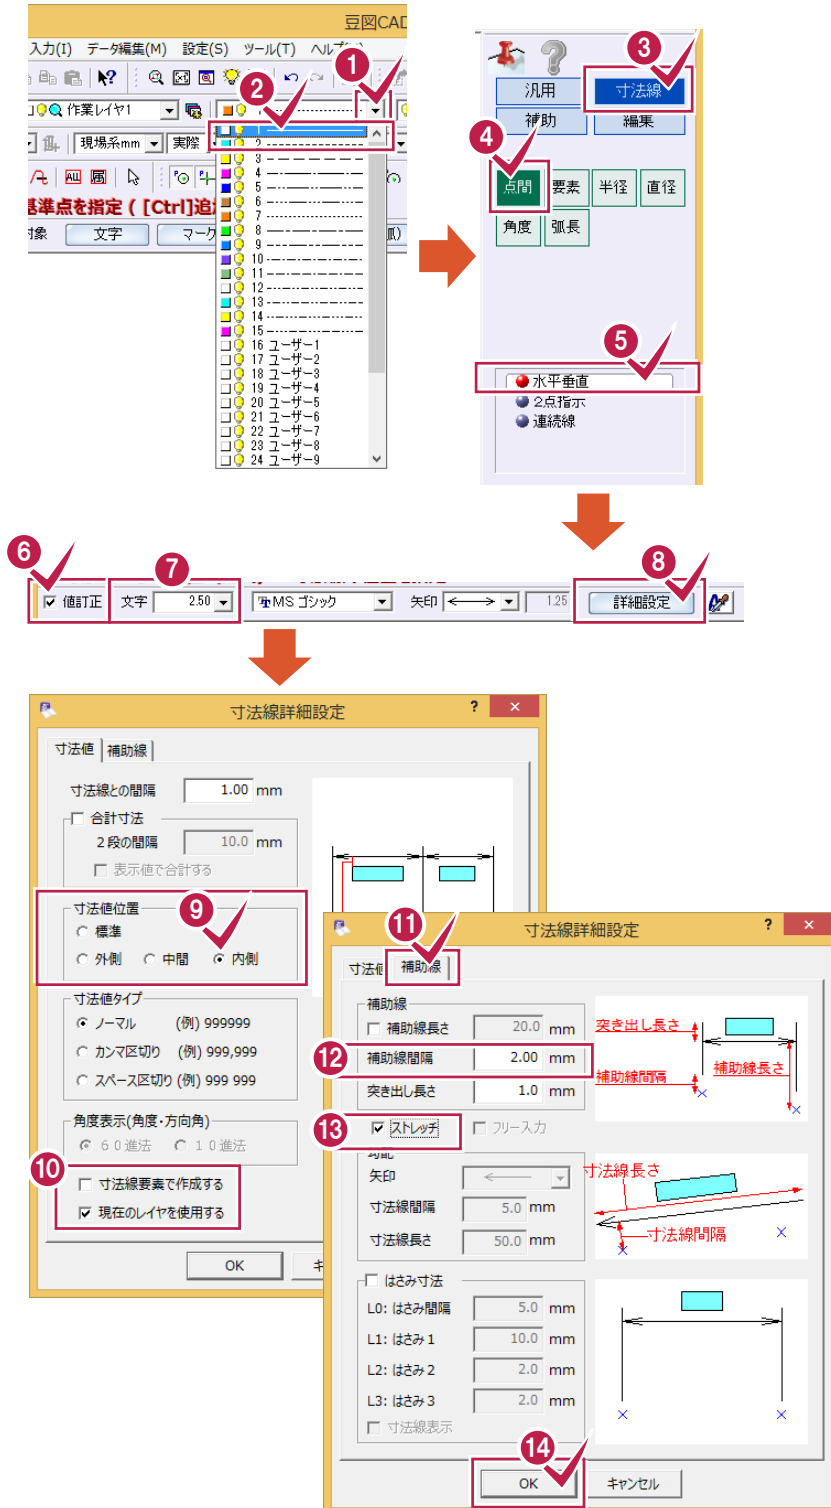 豆図CAD
入力(I) データ編集(M) 設定(S) ツール(T) ヘルプ
1
2
作業レイヤ1
現場系mm 実際
ALL
基準点を指定 ( [Ctrl]追
対象 文字 マーク
1
2
3
4
5
6
7
8
9
10
11
12
13
14
15
16 ユーザー1
17 ユーザー2
18 ユーザー3
19 ユーザー4
20 ユーザー5
21 ユーザー6
22 ユーザー7
23 ユーザー8
24 ユーザー9
3
汎用 寸法線
補助 編集
4
点間 要素 半径 直径
角度 弧長
5
水平垂直
2点指示
連続線
6
7
8
値訂正 文字 2.50 MS ゴシック 矢印 1.25 詳細設定
寸法線詳細設定 ? ×
寸法値 補助線
寸法線との間隔 1.00 mm
合計寸法
2段の間隔 10.0 mm
表示値で合計する
寸法値位置
9
標準
外側 中間 内側
寸法値タイプ
ノーマル (例) 999999
カンマ区切り (例) 999,999
スペース区切り (例) 999 999
角度表示(角度・方向角)
60進法 10進法
10
寸法線要素で作成する
現在のレイヤを使用する
OK キ
11
寸法線詳細設定 ? ×
寸法値 補助線
補助線
補助線長さ 20.0 mm
12
補助線間隔 2.00 mm
突き出し長さ 1.0 mm
突き出し長さ
補助線間隔
補助線長さ
13
ストレッチ フリー入力
勾配
矢印
寸法線間隔 5.0 mm
寸法線長さ 50.0 mm
寸法線長さ
寸法線間隔
はさみ寸法
L0: はさみ間隔 5.0 mm
L1: はさみ1 10.0 mm
L2: はさみ2 2.0 mm
L3: はさみ3 2.0 mm
寸法線表示
14
OK キャンセル